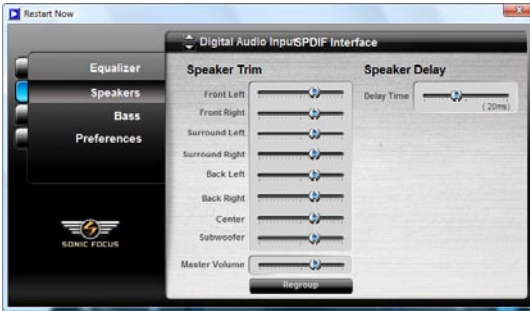 Restart Now
Digital Audio InputSPDIF Interface
Equalizer
Speakers
Bass
Preferences
SONIC FOCUS
Speaker Trim
Front Left
Front Right
Surround Left
Surround Right
Back Left
Back Right
Center
Subwoofer
Master Volume
Regroup
Speaker Delay
Delay Time
( 20ms)